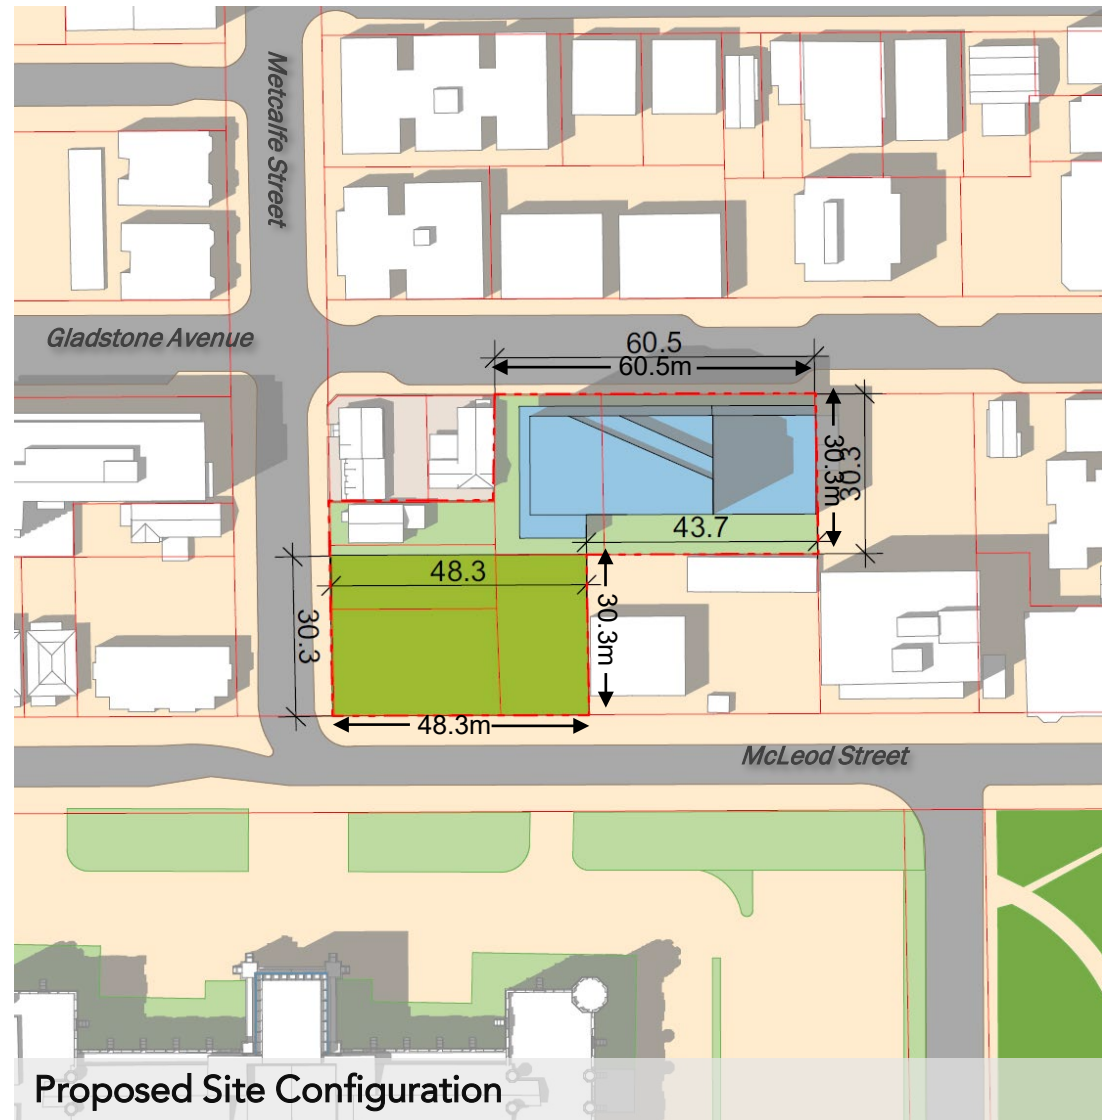 Metcalfe Street
Gladstone Avenue
60.5
60.5m
30.3m
30.3
43.7
48.3
30.3
30.3m
48.3m
McLeod Street
Proposed Site Configuration